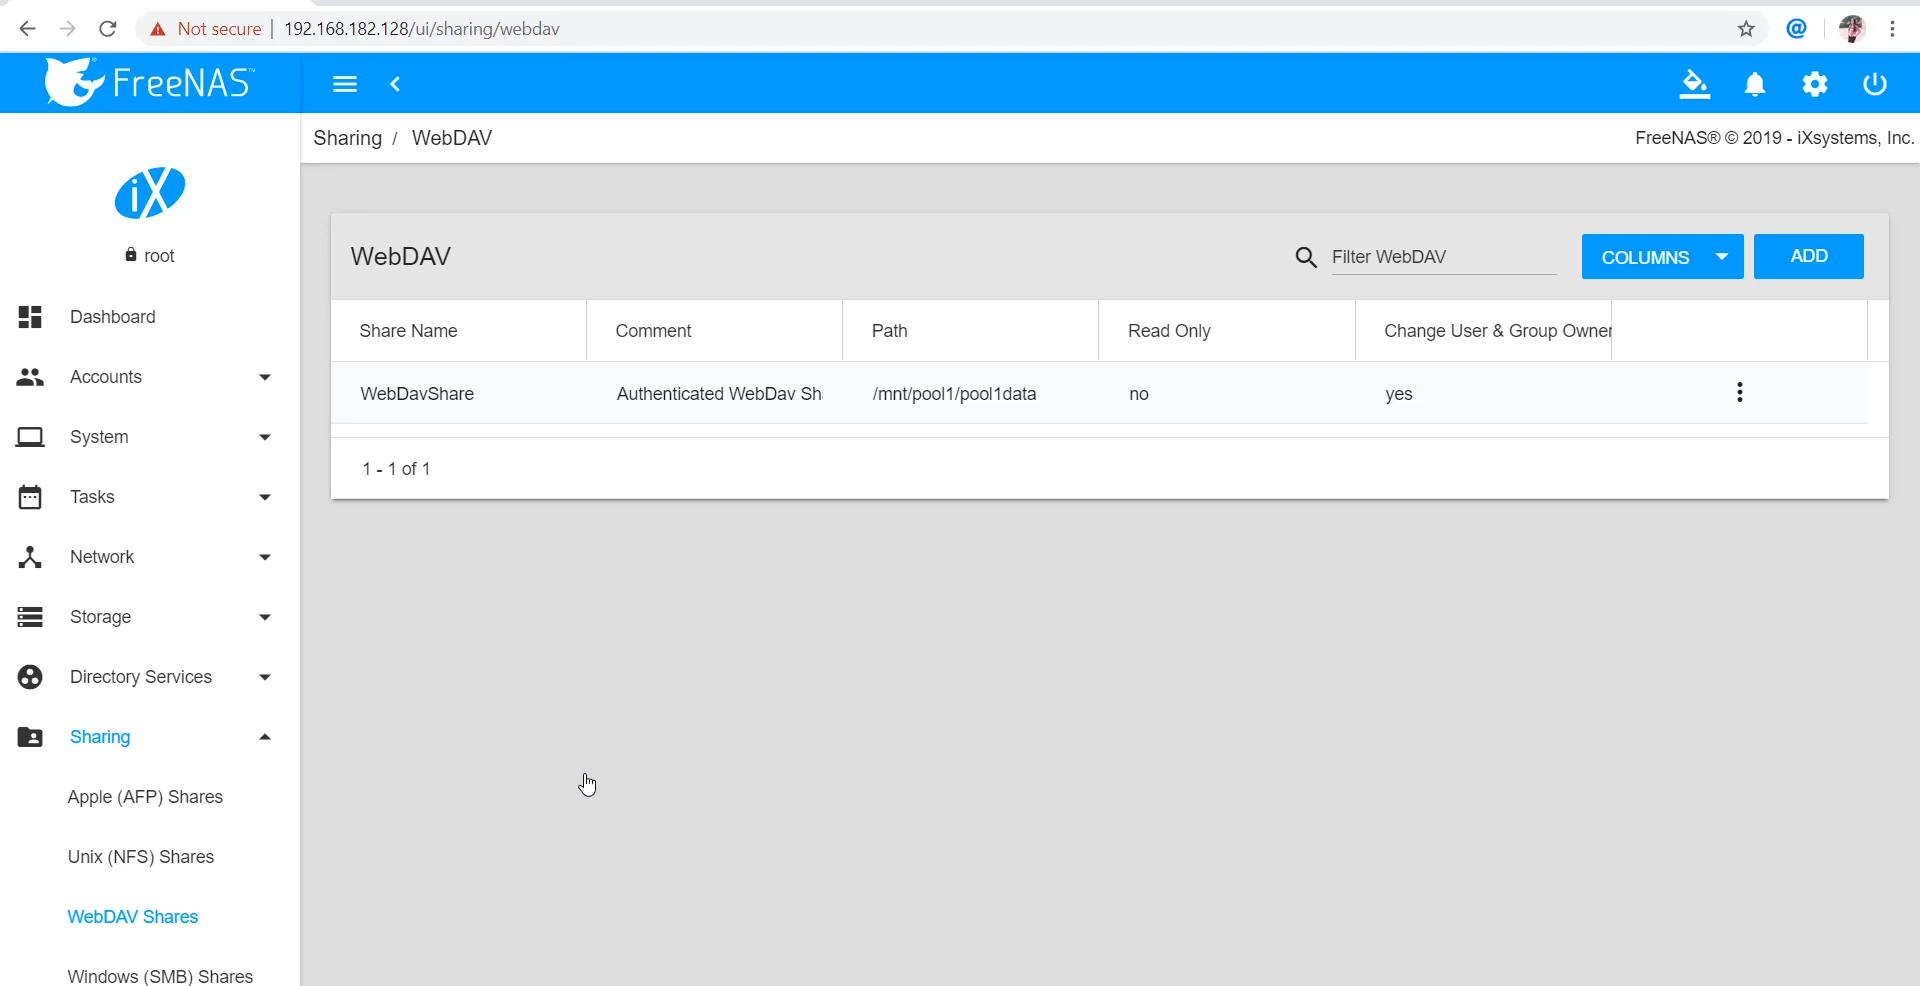 Not secure | 192.168.182.128/ui/sharing/webdav
FreeNAS™
Sharing / WebDAV
FreeNAS® © 2019 - iXsystems, Inc.
iX
root
Dashboard
Accounts
System
Tasks
Network
Storage
Directory Services
Sharing
Apple (AFP) Shares
Unix (NFS) Shares
WebDAV Shares
Windows (SMB) Shares
WebDAV
Filter WebDAV
COLUMNS
ADD
Share Name Comment Path Read Only Change User & Group Owner
WebDavShare Authenticated WebDav Sh /mnt/pool1/pool1data no yes
1 - 1 of 1